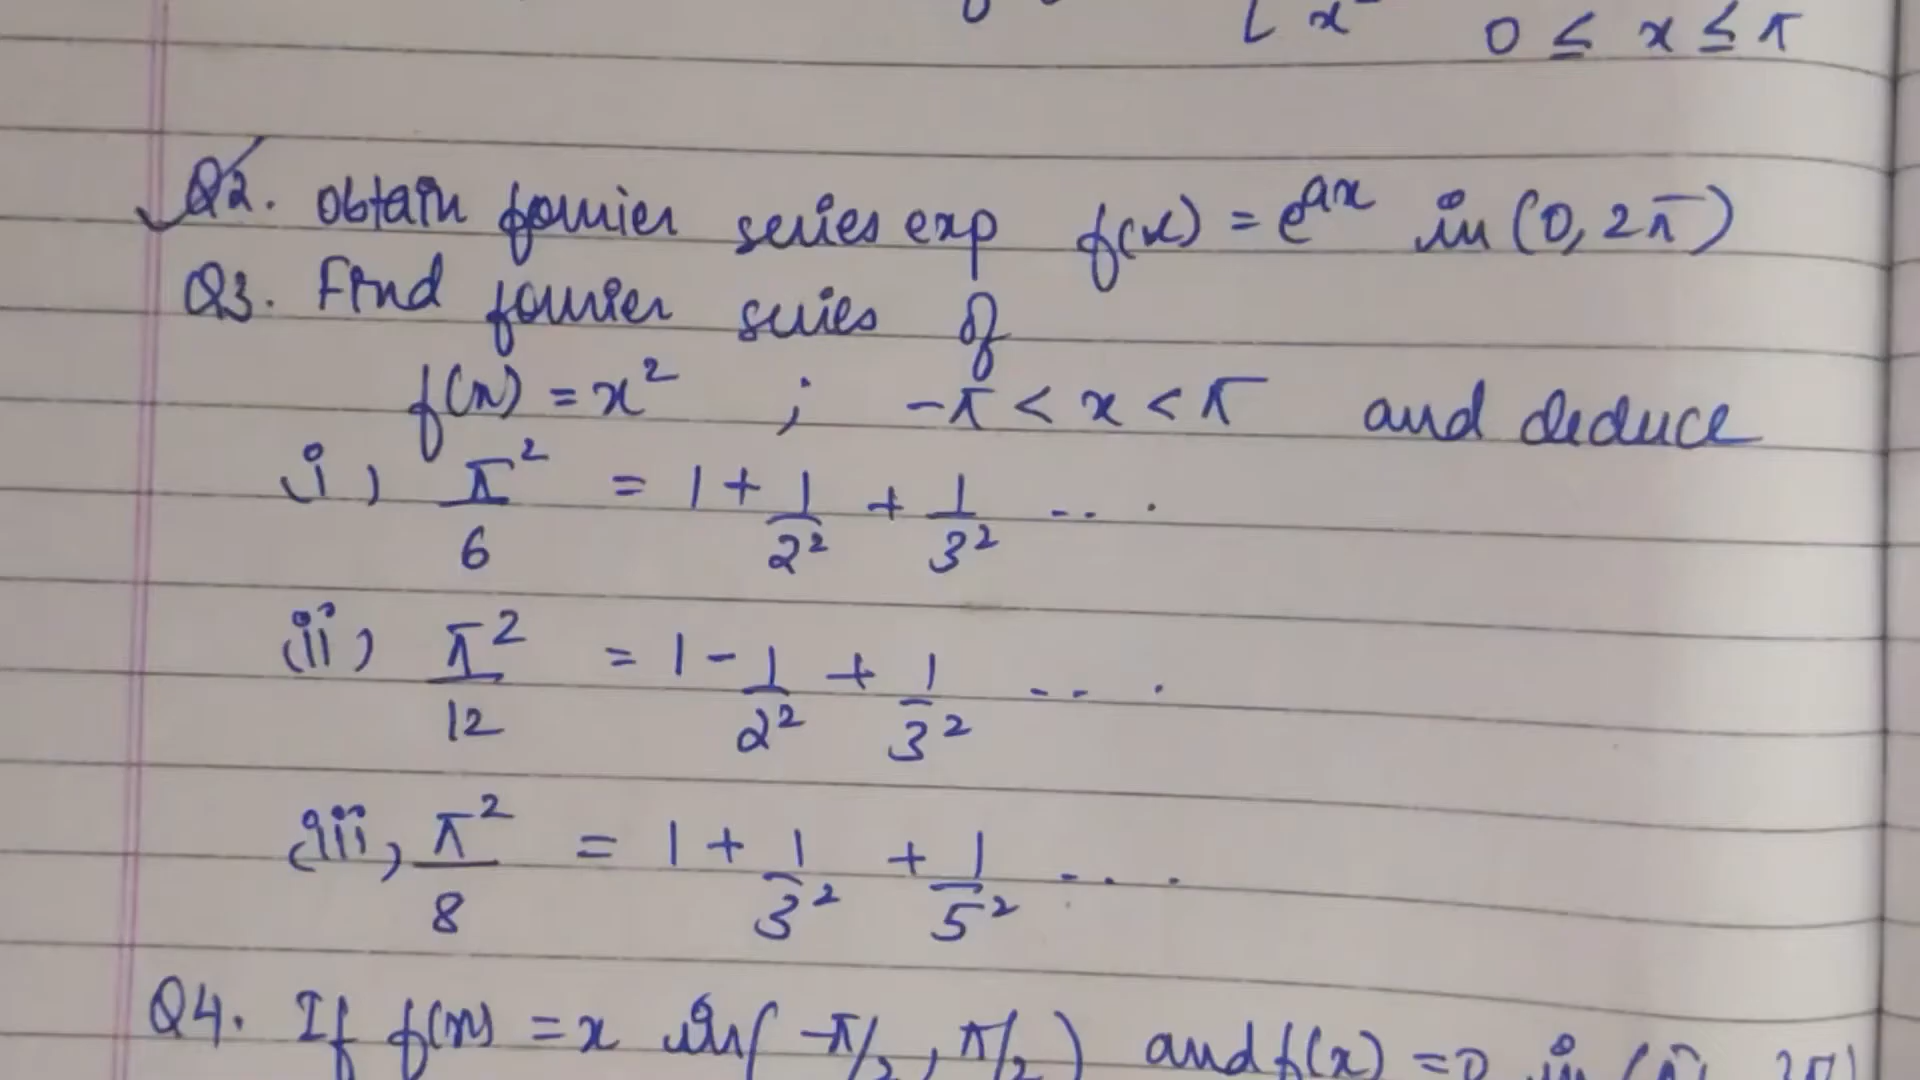 x² 0 ≤ x ≤ π
Q2. obtain fourier series exp f(x) = e^ax in (0, 2π)
Q3. Find fourier series of
f(x) = x² ; -π < x < π and deduce
(i) π²/6 = 1 + 1/2² + 1/3² ....
(ii) π²/12 = 1 - 1/2² + 1/3² ....
(iii) π²/8 = 1 + 1/3² + 1/5² ....
Q4. If f(x) = x in (-π/2, π/2) and f(x) = 0 in